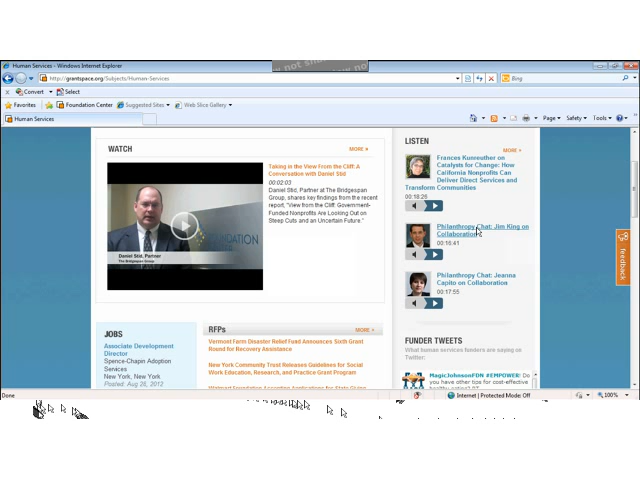 Human Services - Windows Internet Explorer
http://grantspace.org/Subjects/Human-Services
Bing
Convert Select
Favorites Foundation Center Suggested Sites Web Slice Gallery
Human Services
Page Safety Tools
WATCH
MORE »
Taking in the View From the Cliff: A
Conversation with Daniel Stid
00:02:03
Daniel Stid, Partner at The Bridgespan
Group, shares key findings from the recent
report, "View from the Cliff: Government-
Funded Nonprofits Are Looking Out on
Steep Cuts and an Uncertain Future."
FOUNDATION
Daniel Stid, Partner
The Bridgespan Group
JOBS
Associate Development
Director
Spence-Chapin Adoption
Services
New York, New York
Posted: Aug 28, 2012
RFPs
MORE »
Vermont Farm Disaster Relief Fund Announces Sixth Grant
Round for Recovery Assistance
New York Community Trust Releases Guidelines for Social
Work Education, Research, and Practice Grant Program
LISTEN
MORE »
Frances Kunreuther on
Catalysts for Change: How
California Nonprofits Can
Deliver Direct Services and
Transform Communities
00:18:26
Philanthropy Chat: Jim King on
Collaboration
00:16:41
Philanthropy Chat: Jeanna
Capito on Collaboration
00:17:55
FUNDER TWEETS
What human services funders are saying on
Twitter:
MagicJohnsonFDN #EMPOWER! Do
you have other tips for cost-effective
feedback
Done
Internet | Protected Mode: Off
100%